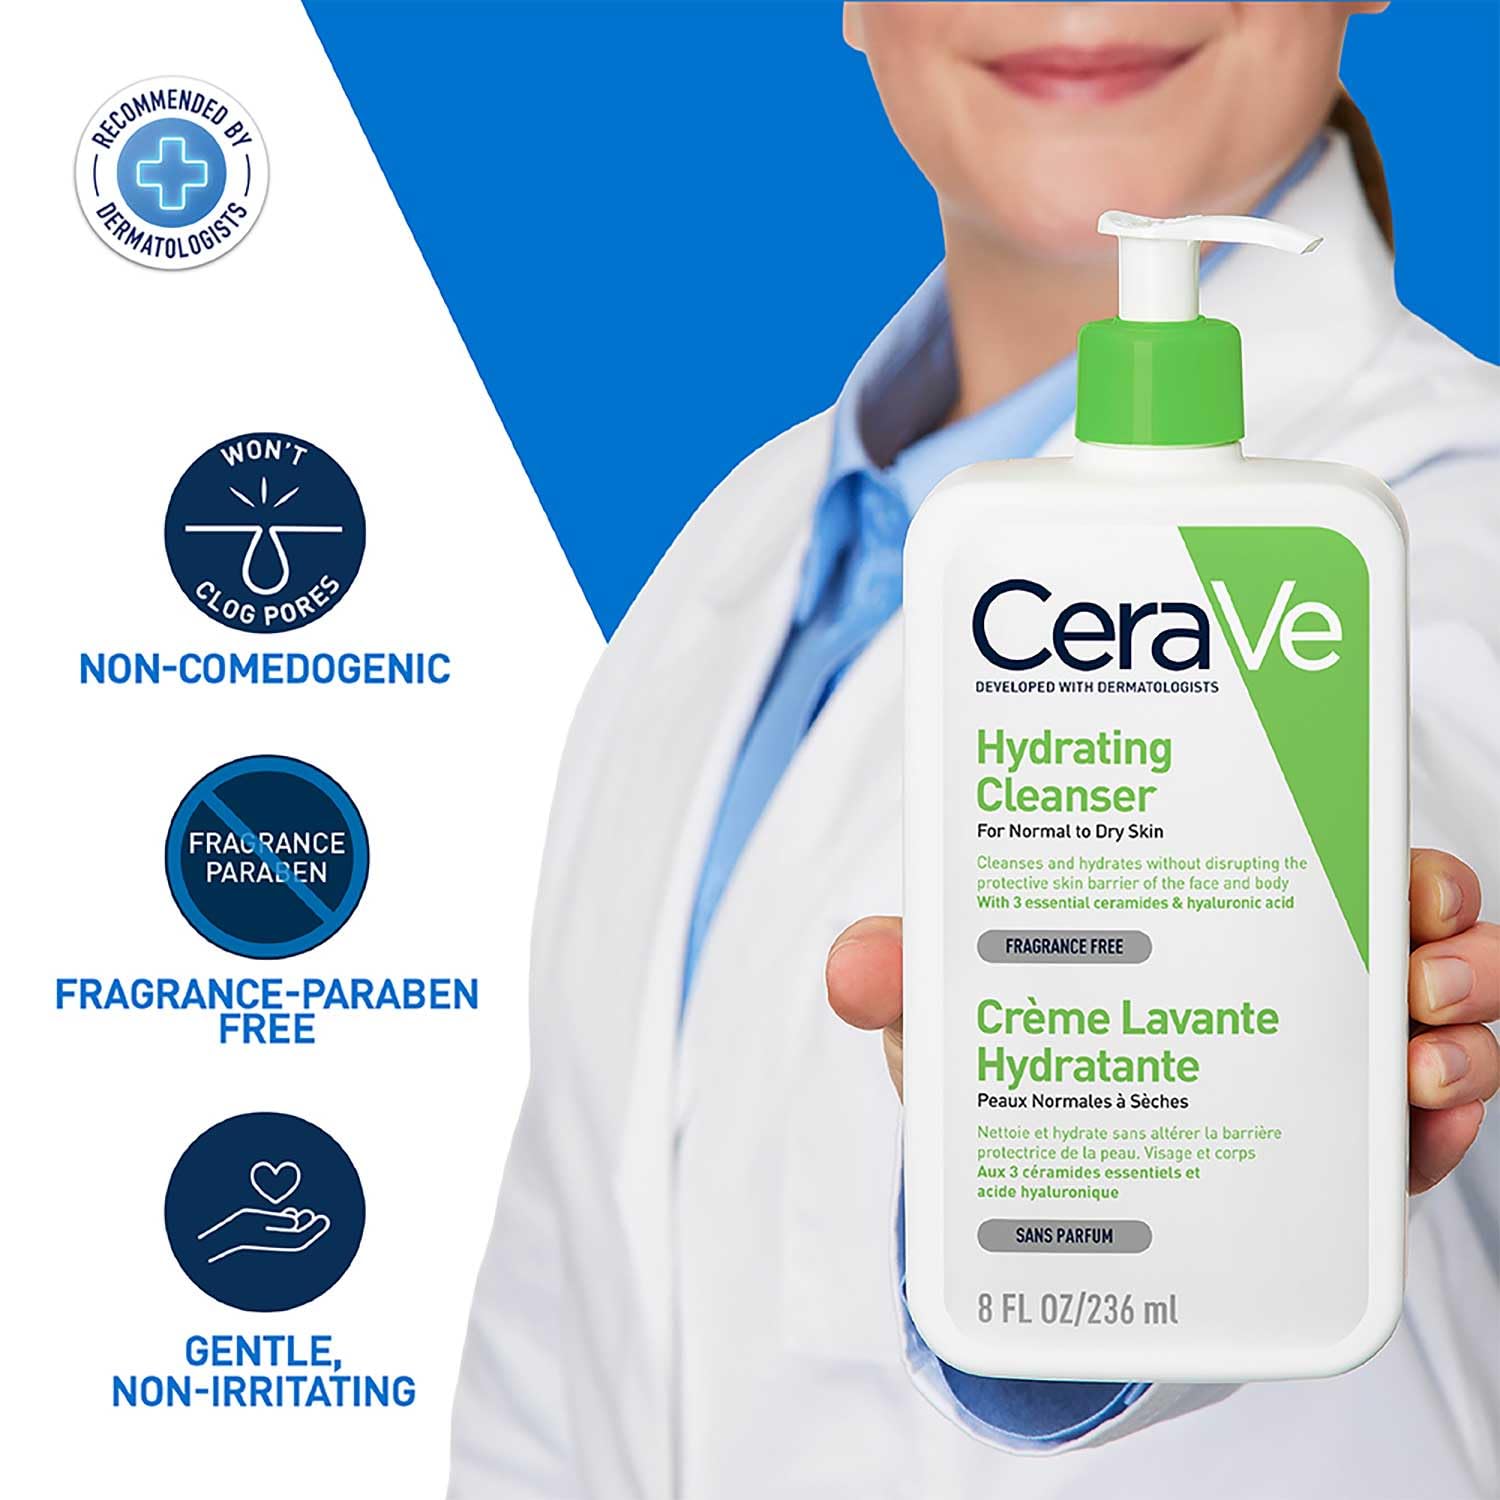 RECOMMENDED BY
DERMATOLOGISTS
WON'T
CLOG PORES
NON-COMEDOGENIC
FRAGRANCE
PARABEN
FRAGRANCE-PARABEN
FREE
GENTLE,
NON-IRRITATING
CeraVe
DEVELOPED WITH DERMATOLOGISTS
Hydrating
Cleanser
For Normal to Dry Skin
Cleanses and hydrates without disrupting the
protective skin barrier of the face and body
With 3 essential ceramides & hyaluronic acid
FRAGRANCE FREE
Crème Lavante
Hydratante
Peaux Normales à Sèches
Nettoie et hydrate sans altérer la barrière
protectrice de la peau. Visage et corps
Aux 3 céramides essentiels et
acide hyaluronique
SANS PARFUM
8 FL OZ/236 ml